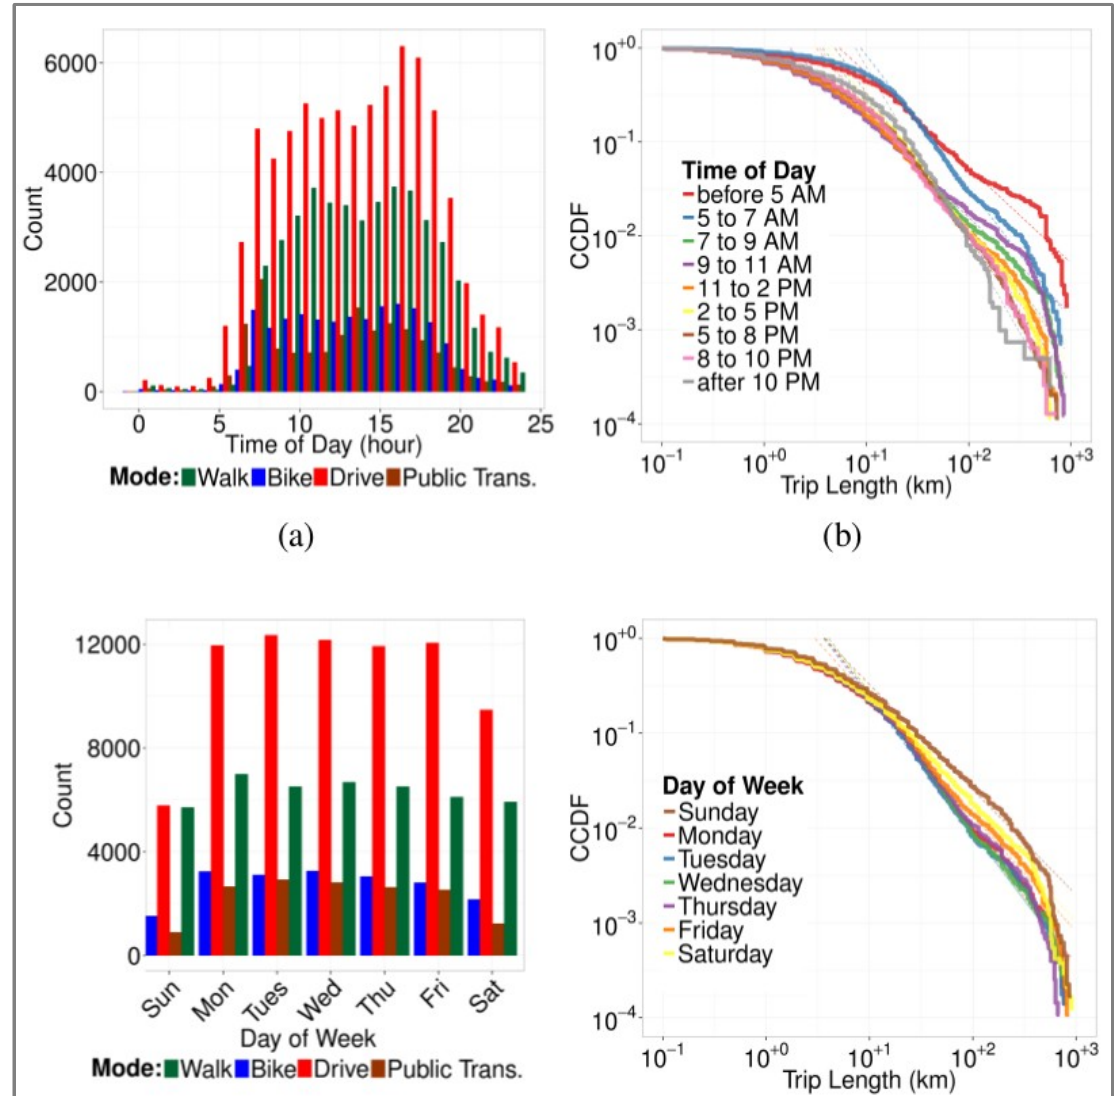 6000
4000
2000
0
Count
0 5 10 15 20 25
Time of Day (hour)
Mode: Walk Bike Drive Public Trans.
(a)
10+0
10−1
10−2
10−3
10−4
CCDF
Time of Day
before 5 AM
5 to 7 AM
7 to 9 AM
9 to 11 AM
11 to 2 PM
2 to 5 PM
5 to 8 PM
8 to 10 PM
after 10 PM
10−1 10+0 10+1 10+2 10+3
Trip Length (km)
(b)
12000
8000
4000
0
Count
Sun Mon Tues Wed Thu Fri Sat
Day of Week
Mode: Walk Bike Drive Public Trans.
10+0
10−1
10−2
10−3
10−4
CCDF
Day of Week
Sunday
Monday
Tuesday
Wednesday
Thursday
Friday
Saturday
10−1 10+0 10+1 10+2 10+3
Trip Length (km)